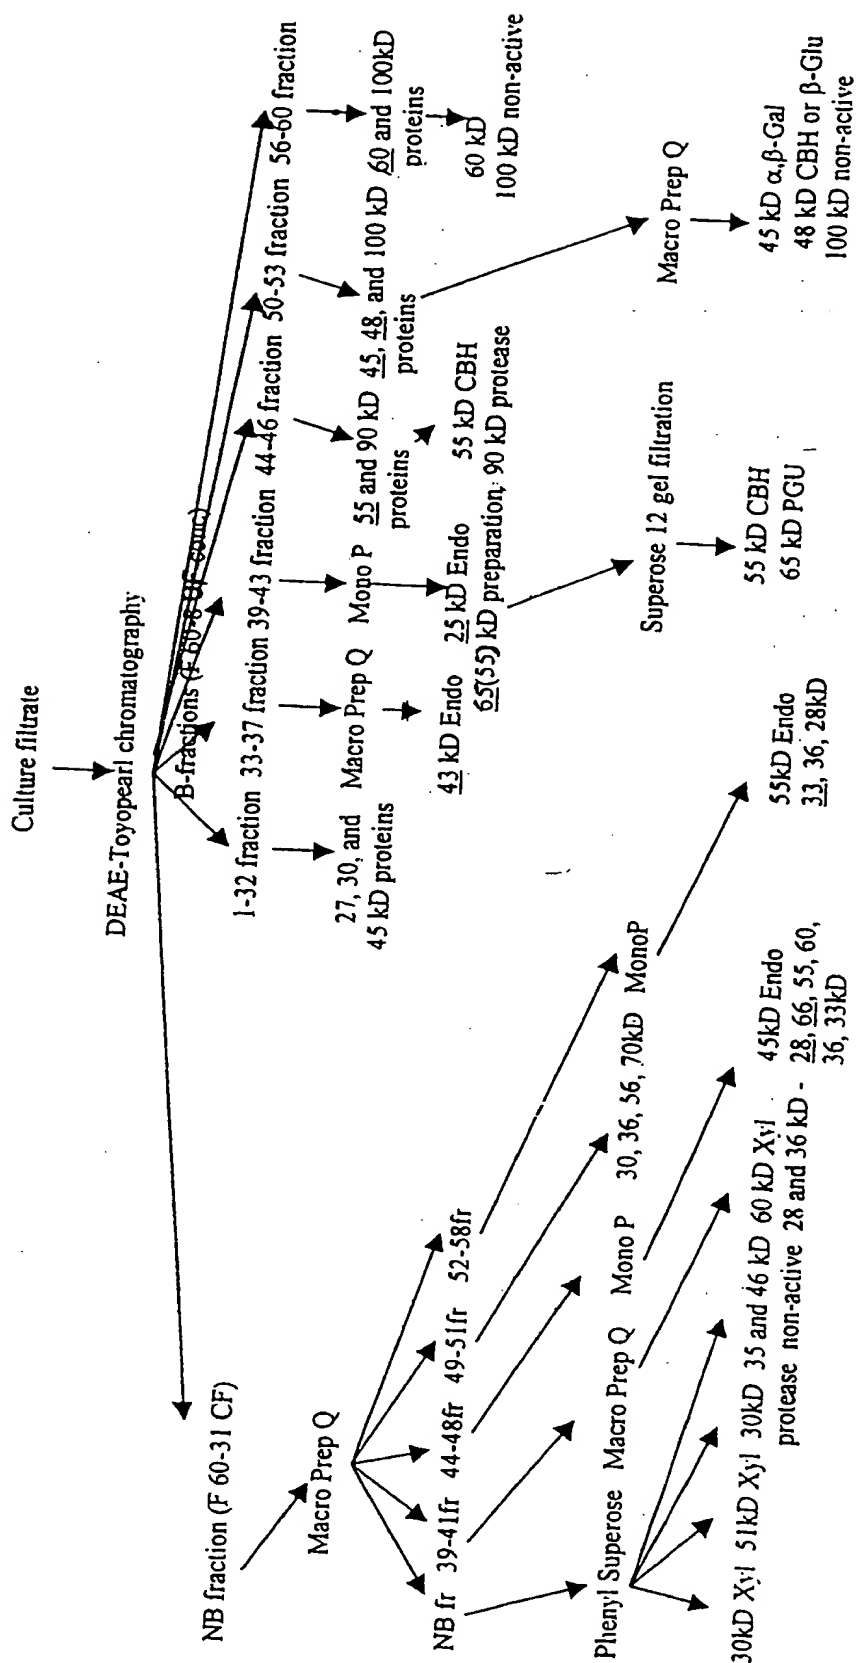 Culture filtrate
DEAE-Toyopearl chromatography
NB fraction (F 60-31 CF)
B-fractions (F 60-8 UF conc)
Macro Prep Q
NB fr 39-41fr 44-48fr 49-51fr 52-58fr
Phenyl Superose Macro Prep Q Mono P 30, 36, 56, 70kD MonoP
30kD Xyl 51kD Xyl 30kD 35 and 46 kD 60 kD Xyl
protease non-active 28 and 36 kD -
45kD Endo
28, 66, 55, 60,
36, 33kD
55kD Endo
33, 36, 28kD
1-32 fraction 33-37 fraction 39-43 fraction 44-46 fraction 50-53 fraction 56-60 fraction
27, 30, and
45 kD proteins
Macro Prep Q
Mono P
55 and 90 kD
proteins
45, 48, and 100 kD
proteins
60 and 100kD
proteins
43 kD Endo
25 kD Endo
65(55) kD preparation, 90 kD protease
55 kD CBH
60 kD
100 kD non-active
Superose 12 gel filtration
Macro Prep Q
55 kD CBH
65 kD PGU
45 kD α,β-Gal
48 kD CBH or β-Glu
100 kD non-active